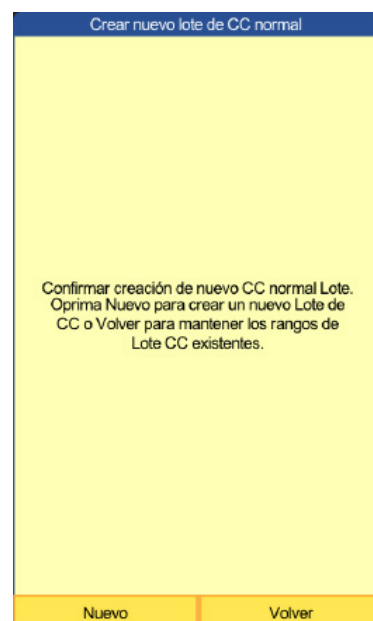 Crear nuevo lote de CC normal
Confirmar creación de nuevo CC normal Lote.
Oprima Nuevo para crear un nuevo Lote de
CC o Volver para mantener los rangos de
Lote CC existentes.
Nuevo
Volver